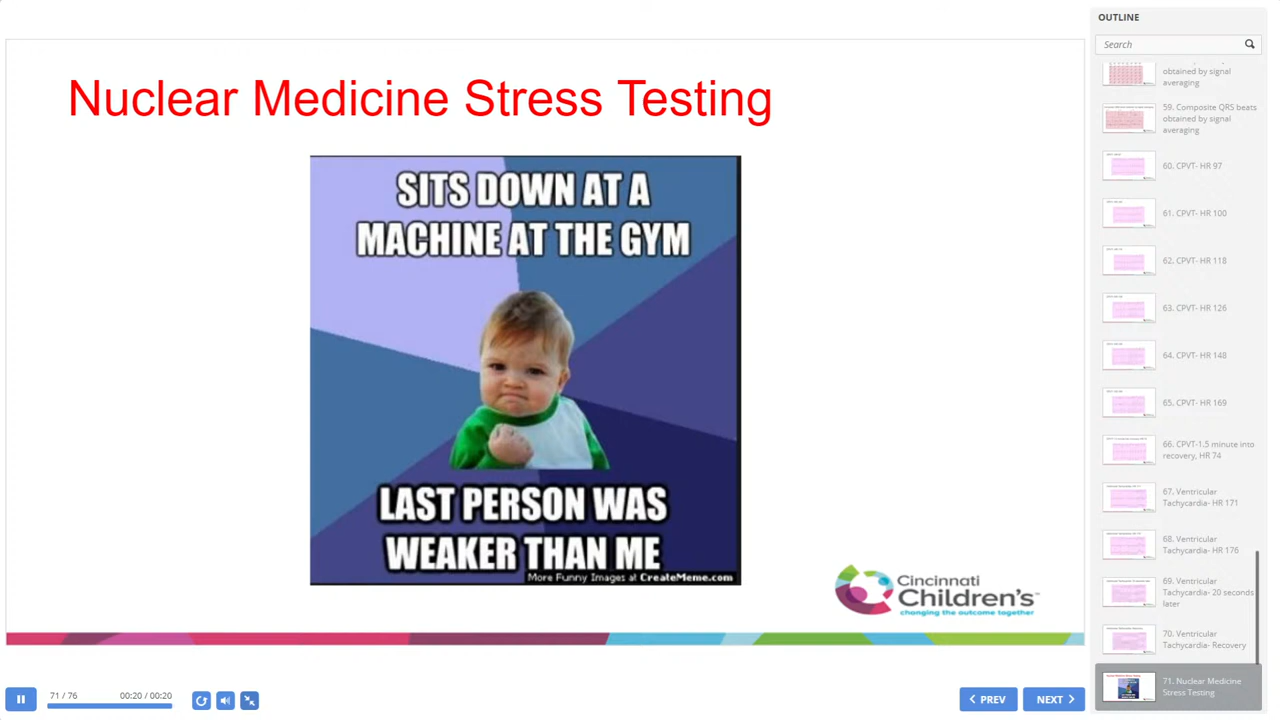 Nuclear Medicine Stress Testing
SITS DOWN AT A
MACHINE AT THE GYM
LAST PERSON WAS
WEAKER THAN ME
More Funny Images at CreateMeme.com
Cincinnati
Children's™
changing the outcome together
71 / 76
00:20 / 00:20
PREV
NEXT
OUTLINE
Search
obtained by signal
averaging
59. Composite QRS beats
obtained by signal
averaging
60. CPVT- HR 97
61. CPVT- HR 100
62. CPVT- HR 118
63. CPVT- HR 126
64. CPVT- HR 148
65. CPVT- HR 169
66. CPVT-1.5 minute into
recovery, HR 74
67. Ventricular
Tachycardia- HR 171
68. Ventricular
Tachycardia- HR 176
69. Ventricular
Tachycardia- 20 seconds
later
70. Ventricular
Tachycardia- Recovery
71. Nuclear Medicine
Stress Testing